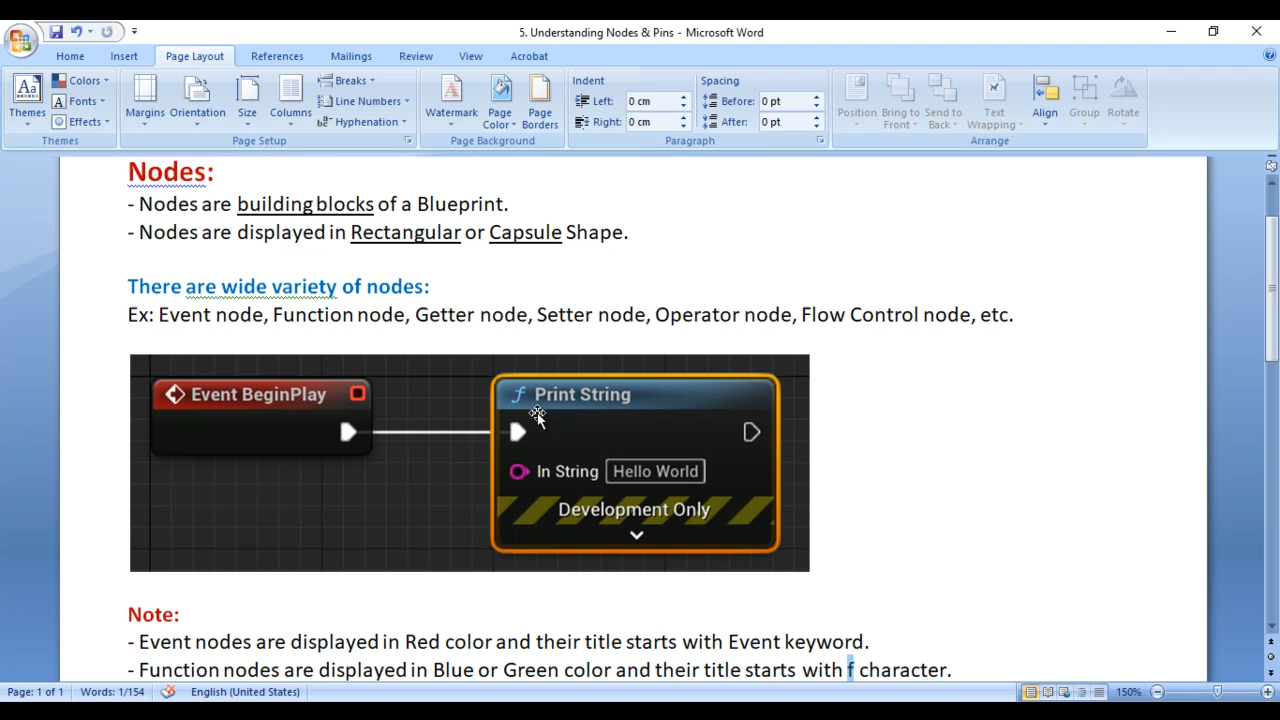 5. Understanding Nodes & Pins - Microsoft Word
Home Insert Page Layout References Mailings Review View Acrobat
Themes Colors Fonts Effects
Margins Orientation Size Columns Breaks Line Numbers Hyphenation
Watermark Page Color Page Borders
Indent Left: 0 cm Right: 0 cm
Spacing Before: 0 pt After: 0 pt
Position Bring to Front Send to Back Text Wrapping Align Group Rotate
Themes Page Setup Page Background Paragraph Arrange
Nodes:
- Nodes are building blocks of a Blueprint.
- Nodes are displayed in Rectangular or Capsule Shape.
There are wide variety of nodes:
Ex: Event node, Function node, Getter node, Setter node, Operator node, Flow Control node, etc.
Event BeginPlay
f Print String
In String Hello World
Development Only
Note:
- Event nodes are displayed in Red color and their title starts with Event keyword.
- Function nodes are displayed in Blue or Green color and their title starts with f character.
Page: 1 of 1 Words: 1/154 English (United States) 150%